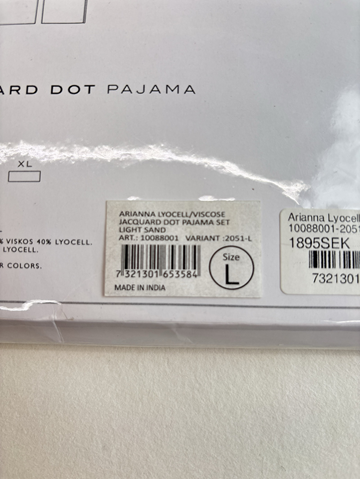 ARD DOT PAJAMA
XL
% VISKOS 40% LYOCELL.
LYOCELL.
R COLORS.
ARIANNA LYOCELL/VISCOSE
JACQUARD DOT PAJAMA SET
LIGHT SAND
ART.: 10088001 VARIANT :2051-L
7 321301 653584
MADE IN INDIA
Size
L
Arianna Lyocell
10088001-2051
1895SEK
7321301